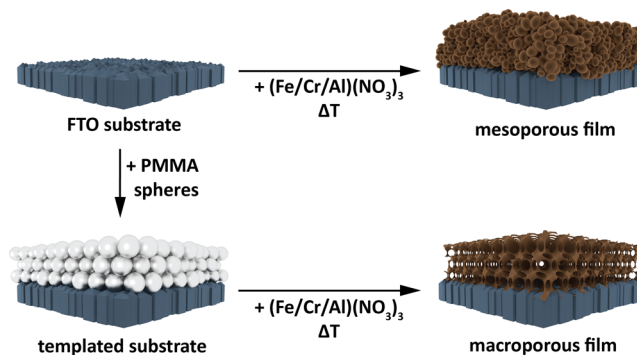 + (Fe/Cr/Al)(NO₃)₃
ΔT
FTO substrate
mesoporous film
+ PMMA
spheres
+ (Fe/Cr/Al)(NO₃)₃
ΔT
templated substrate
macroporous film